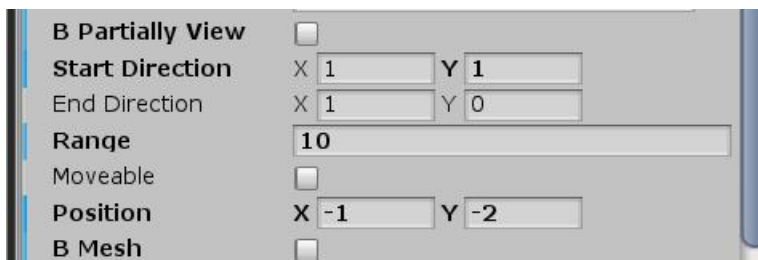 B Partially View
Start Direction X 1 Y 1
End Direction X 1 Y 0
Range 10
Moveable
Position X -1 Y -2
B Mesh